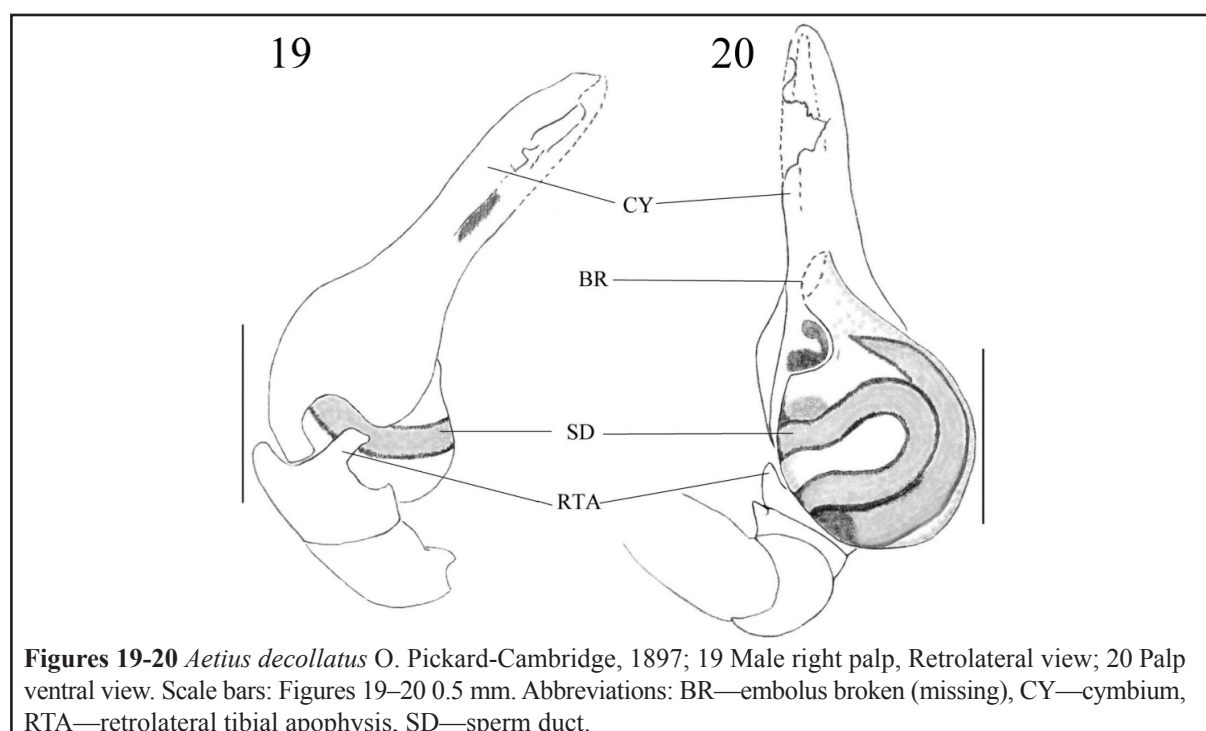 19
20
CY
BR
SD
RTA
Figures 19-20 Aetius decollatus O. Pickard-Cambridge, 1897; 19 Male right palp, Retrolateral view; 20 Palp
ventral view. Scale bars: Figures 19–20 0.5 mm. Abbreviations: BR—embolus broken (missing), CY—cymbium,
RTA—retrolateral tibial apophysis, SD—sperm duct.